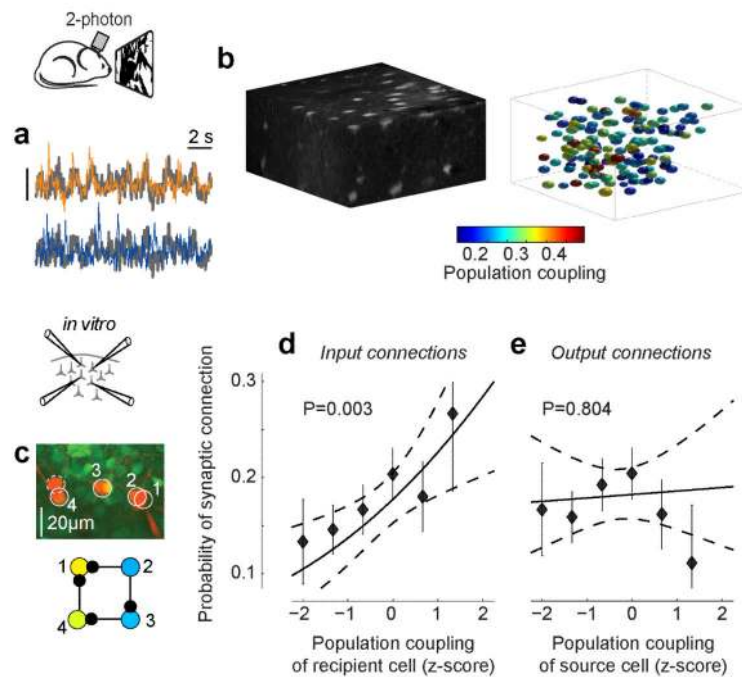 2-photon
a
2 s
b
0.2 0.3 0.4
Population coupling
in vitro
c
3
2
1
4
20µm
1 2
4 3
d Input connections
P=0.003
Probability of synaptic connection
0.3
0.2
0.1
−2 −1 0 1 2
Population coupling
of recipient cell (z-score)
e Output connections
P=0.804
−2 −1 0 1 2
Population coupling
of source cell (z-score)